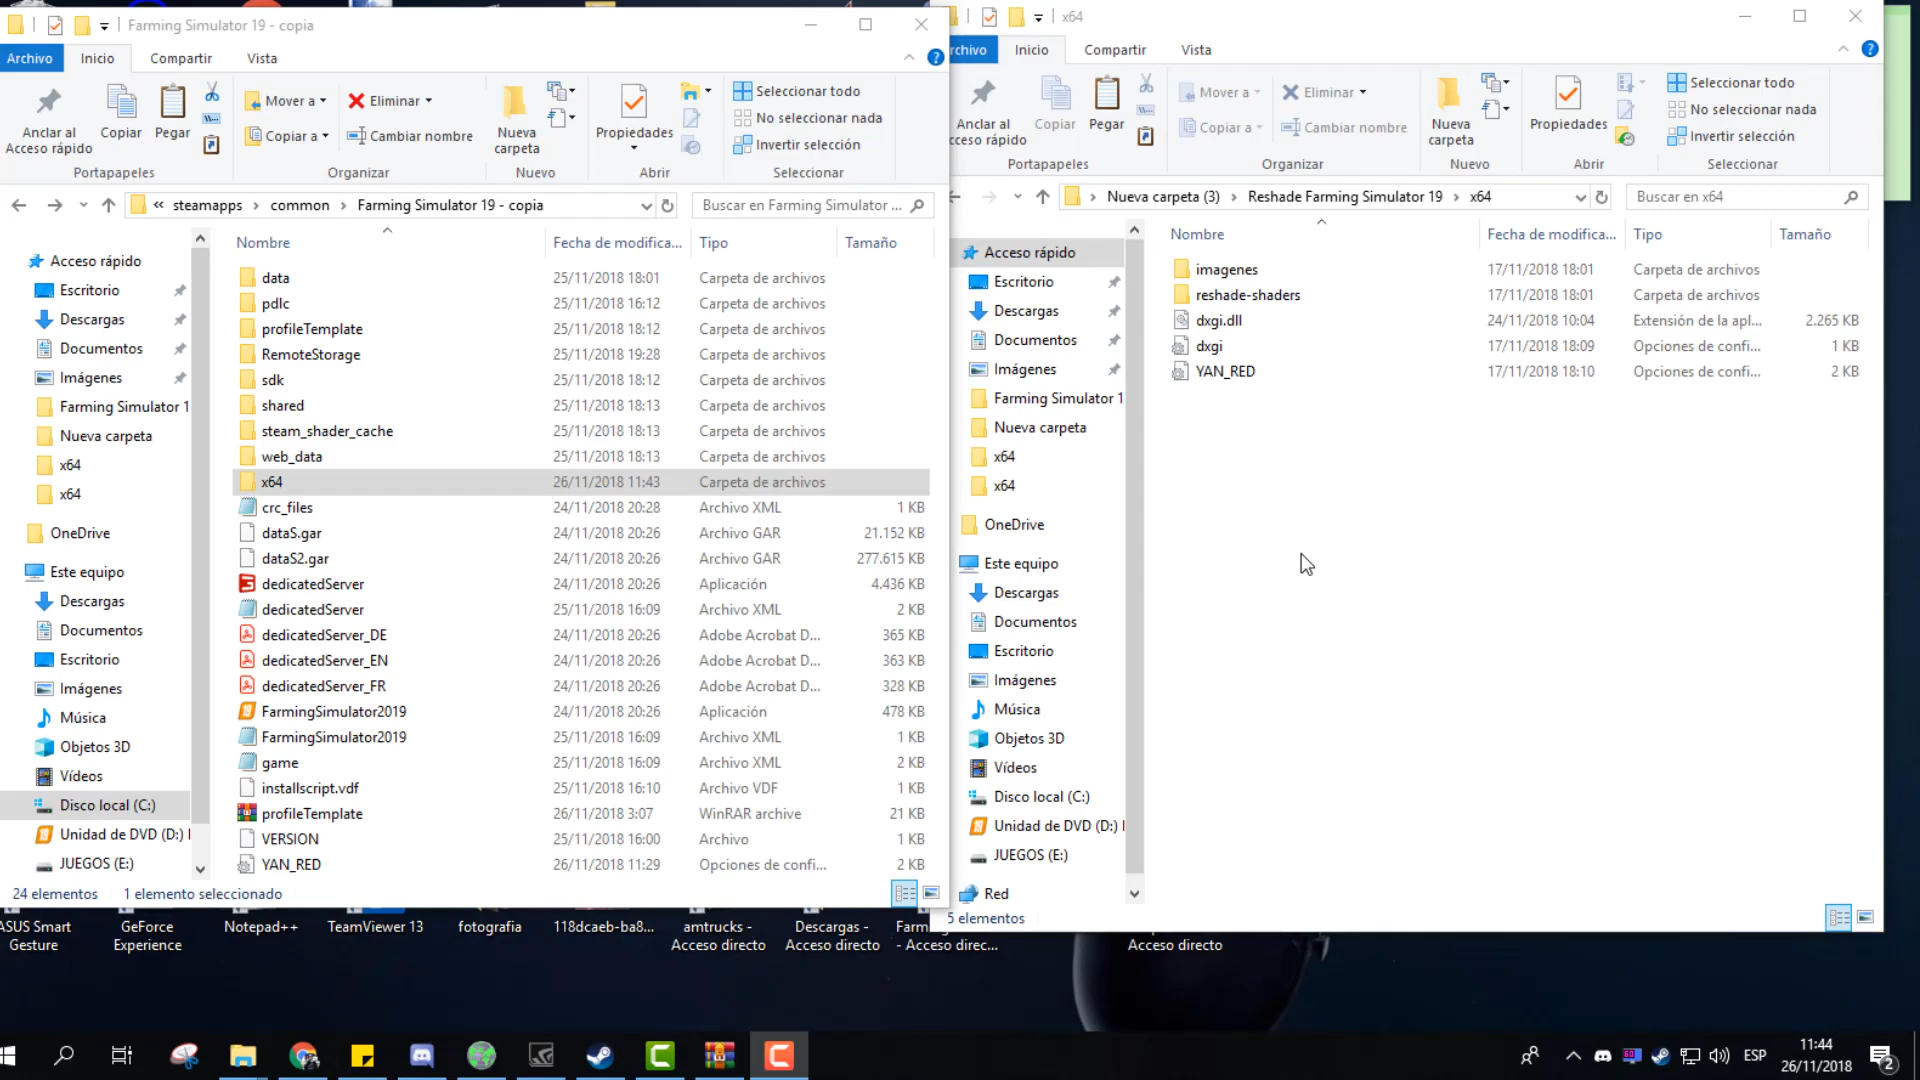 Farming Simulator 19 - copia
Archivo
Inicio
Compartir
Vista
Anclar al
Acceso rápido
Copiar
Pegar
Mover a
Copiar a
Eliminar
Cambiar nombre
Nueva
carpeta
Propiedades
Seleccionar todo
No seleccionar nada
Invertir selección
Portapapeles
Organizar
Nuevo
Abrir
Seleccionar
« steamapps › common › Farming Simulator 19 - copia
Buscar en Farming Simulator ...
Acceso rápido
Escritorio
Descargas
Documentos
Imágenes
Farming Simulator 1
Nueva carpeta
x64
x64
OneDrive
Este equipo
Descargas
Documentos
Escritorio
Imágenes
Música
Objetos 3D
Vídeos
Disco local (C:)
Unidad de DVD (D:)
JUEGOS (E:)
Nombre Fecha de modifica... Tipo Tamaño
data 25/11/2018 18:01 Carpeta de archivos
pdlc 25/11/2018 16:12 Carpeta de archivos
profileTemplate 25/11/2018 18:12 Carpeta de archivos
RemoteStorage 25/11/2018 19:28 Carpeta de archivos
sdk 25/11/2018 18:12 Carpeta de archivos
shared 25/11/2018 18:13 Carpeta de archivos
steam_shader_cache 25/11/2018 18:13 Carpeta de archivos
web_data 25/11/2018 18:13 Carpeta de archivos
x64 26/11/2018 11:43 Carpeta de archivos
crc_files 24/11/2018 20:28 Archivo XML 1 KB
dataS.gar 24/11/2018 20:26 Archivo GAR 21.152 KB
dataS2.gar 24/11/2018 20:26 Archivo GAR 277.615 KB
dedicatedServer 24/11/2018 20:26 Aplicación 4.436 KB
dedicatedServer 25/11/2018 16:09 Archivo XML 2 KB
dedicatedServer_DE 24/11/2018 20:26 Adobe Acrobat D... 365 KB
dedicatedServer_EN 24/11/2018 20:26 Adobe Acrobat D... 363 KB
dedicatedServer_FR 24/11/2018 20:26 Adobe Acrobat D... 328 KB
FarmingSimulator2019 24/11/2018 20:26 Aplicación 478 KB
FarmingSimulator2019 25/11/2018 16:09 Archivo XML 1 KB
game 25/11/2018 16:09 Archivo XML 2 KB
installscript.vdf 25/11/2018 16:10 Archivo VDF 1 KB
profileTemplate 26/11/2018 3:07 WinRAR archive 21 KB
VERSION 25/11/2018 16:00 Archivo 1 KB
YAN_RED 26/11/2018 11:29 Opciones de confi... 2 KB
24 elementos 1 elemento seleccionado
x64
rchivo
Inicio
Compartir
Vista
Anclar al
cceso rápido
Copiar
Pegar
Mover a
Copiar a
Eliminar
Cambiar nombre
Nueva
carpeta
Propiedades
Seleccionar todo
No seleccionar nada
Invertir selección
Portapapeles
Organizar
Nuevo
Abrir
Seleccionar
› Nueva carpeta (3) › Reshade Farming Simulator 19 › x64
Buscar en x64
Acceso rápido
Escritorio
Descargas
Documentos
Imágenes
Farming Simulator 1
Nueva carpeta
x64
x64
OneDrive
Este equipo
Descargas
Documentos
Escritorio
Imágenes
Música
Objetos 3D
Vídeos
Disco local (C:)
Unidad de DVD (D:)
JUEGOS (E:)
Red
Nombre Fecha de modifica... Tipo Tamaño
imagenes 17/11/2018 18:01 Carpeta de archivos
reshade-shaders 17/11/2018 18:01 Carpeta de archivos
dxgi.dll 24/11/2018 10:04 Extensión de la apl... 2.265 KB
dxgi 17/11/2018 18:09 Opciones de confi... 1 KB
YAN_RED 17/11/2018 18:10 Opciones de confi... 2 KB
5 elementos
ASUS Smart
Gesture
GeForce
Experience
Notepad++
TeamViewer 13
fotografia
118dcaeb-ba8...
amtrucks -
Acceso directo
Descargas -
Acceso directo
Farm
- Acceso direc...
Acceso directo
ESP
11:44
26/11/2018
2